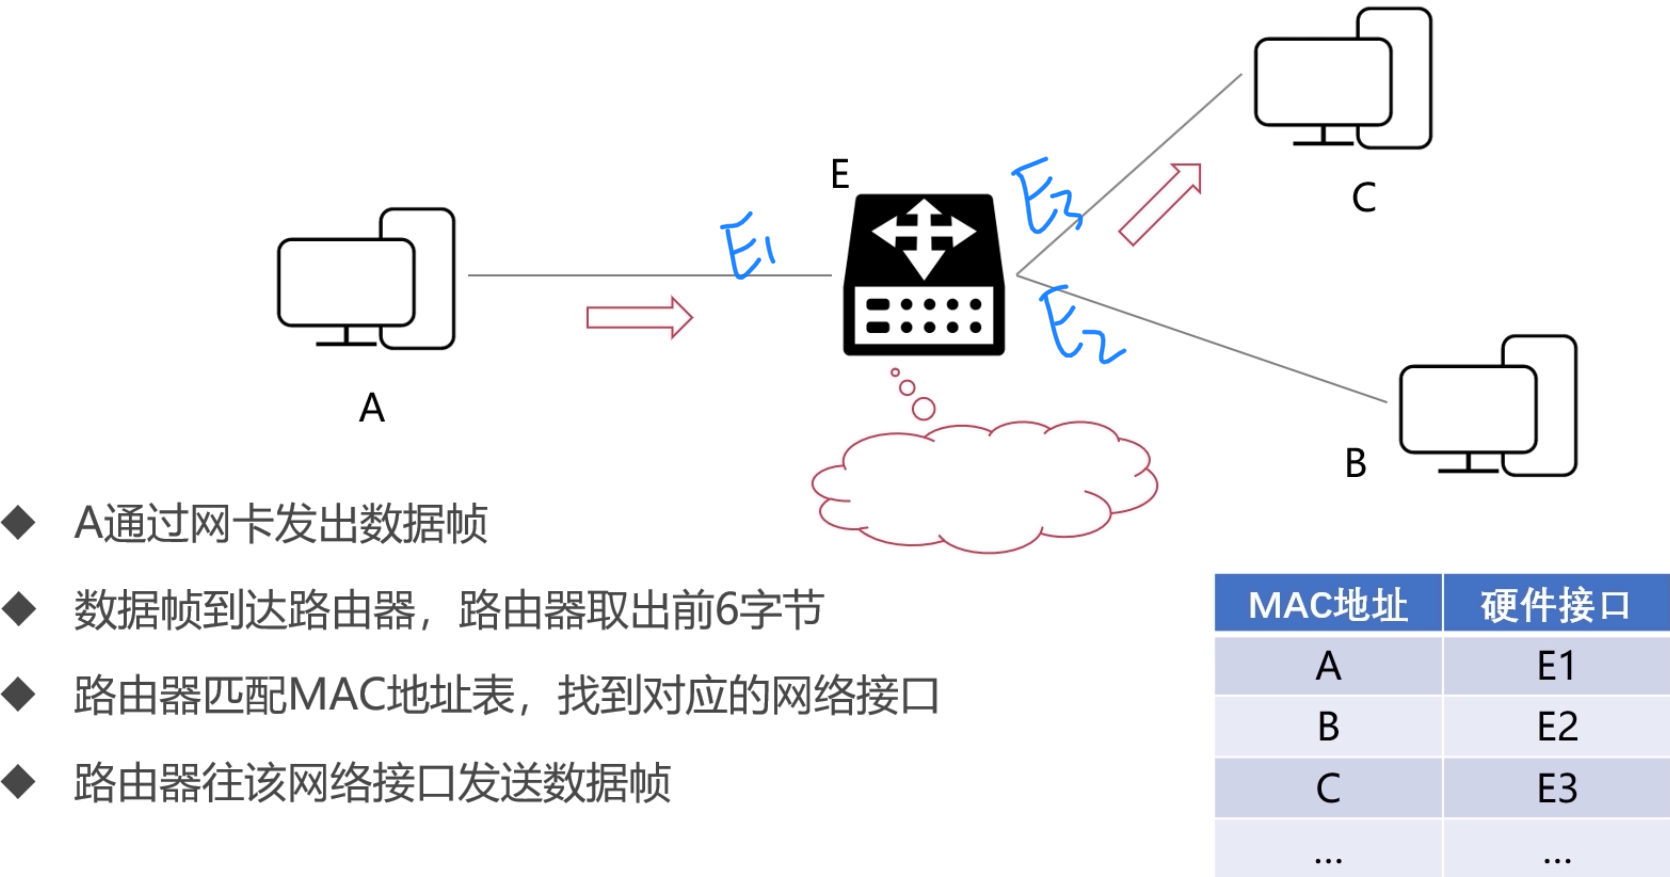 E
C
E1
E3
E2
A
B
◆ A通过网卡发出数据帧
◆ 数据帧到达路由器，路由器取出前6字节
◆ 路由器匹配MAC地址表，找到对应的网络接口
◆ 路由器往该网络接口发送数据帧
MAC地址 硬件接口
A E1
B E2
C E3
... ...